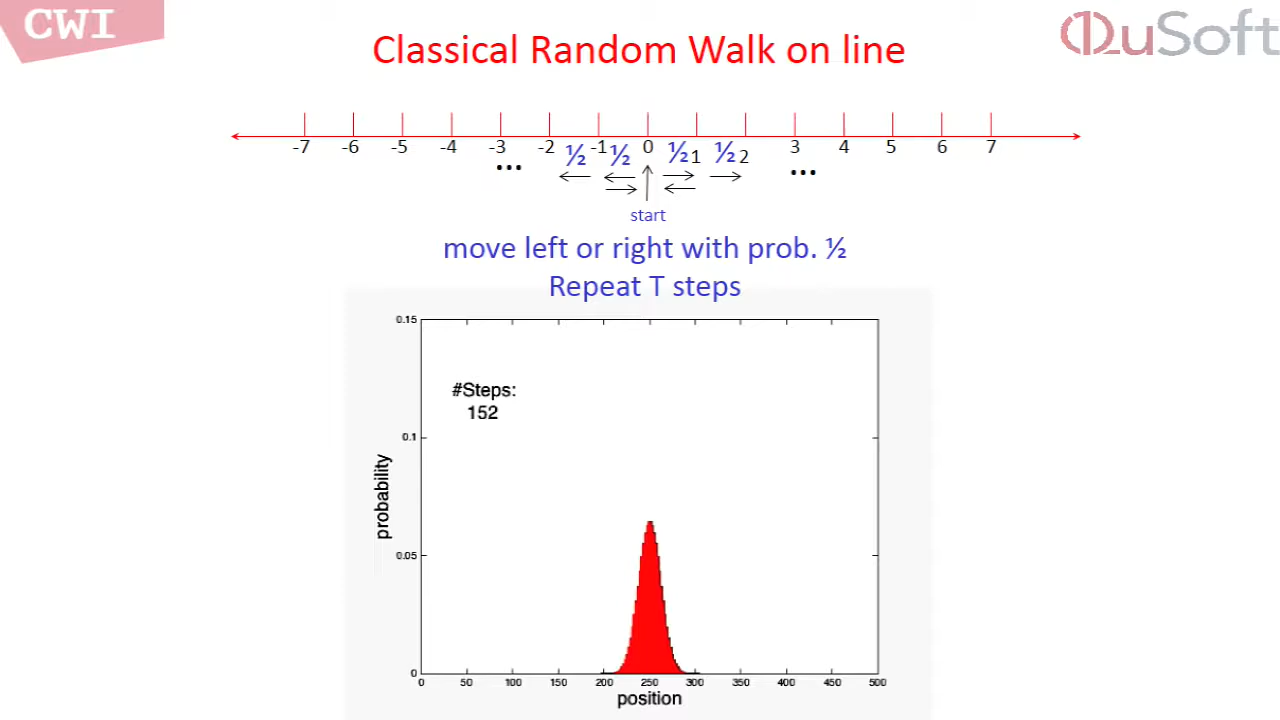 CWI
QuSoft
Classical Random Walk on line
-7 -6 -5 -4 -3 -2 -1 0 1 2 3 4 5 6 7
½ ½ ½ ½
... ...
start
move left or right with prob. ½
Repeat T steps
0.15
#Steps:
152
0.1
probability
0.05
0
0 50 100 150 200 250 300 350 400 450 500
position